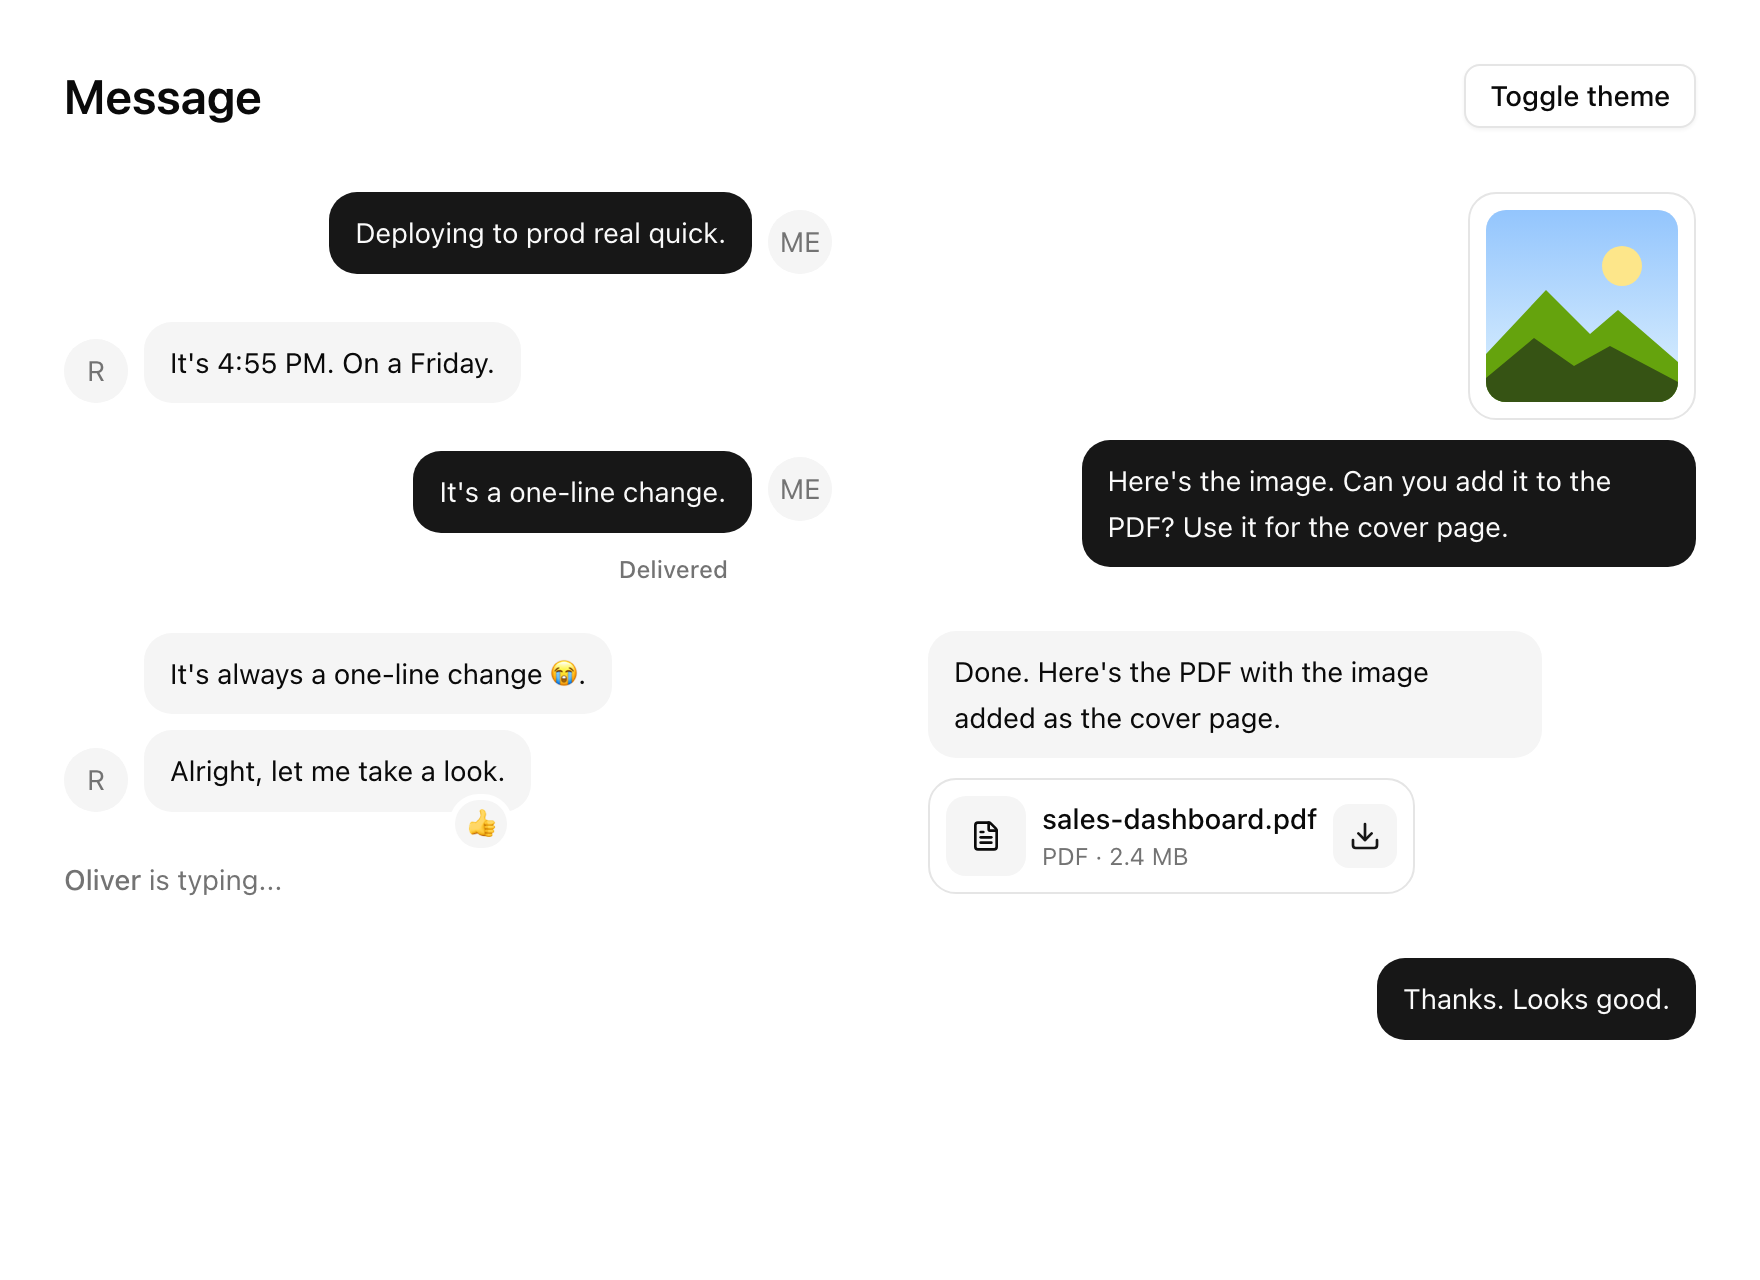 Message
Toggle theme
Deploying to prod real quick.
ME
R
It's 4:55 PM. On a Friday.
It's a one-line change.
ME
Delivered
It's always a one-line change 😭.
R
Alright, let me take a look.
👍
Oliver is typing...
Here's the image. Can you add it to the
PDF? Use it for the cover page.
Done. Here's the PDF with the image
added as the cover page.
sales-dashboard.pdf
PDF · 2.4 MB
Thanks. Looks good.